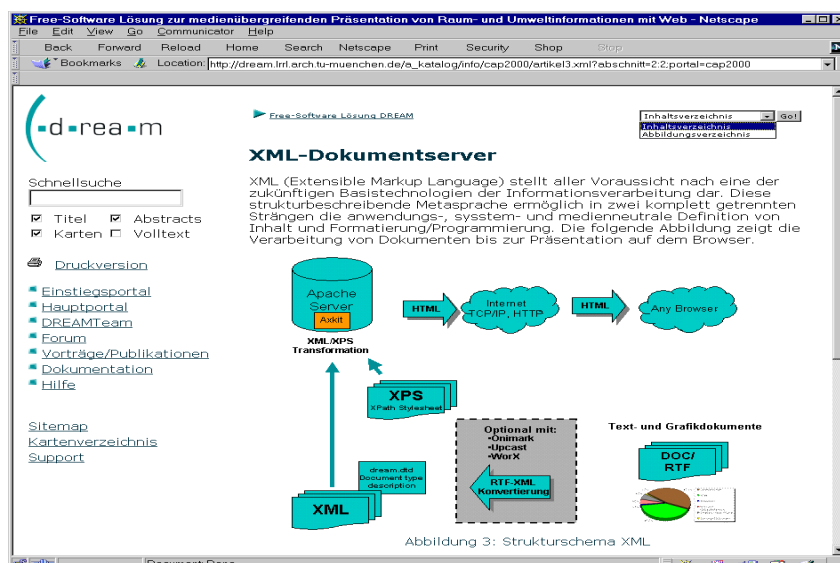 Free-Software Lösung zur medienübergreifenden Präsentation von Raum- und Umweltinformationen mit Web - Netscape
File Edit View Go Communicator Help
Back Forward Reload Home Search Netscape Print Security Shop Stop
Bookmarks Location: http://dream.lrrl.arch.tu-muenchen.de/a_katalog/info/cap2000/artikel3.xml?abschnitt=2:2;portal=cap2000
d-rea-m
Free-Software Lösung DREAM
Inhaltsverzeichnis Go!
Inhaltsverzeichnis
Abbildungsverzeichnis
XML-Dokumentserver
XML (Extensible Markup Language) stellt aller Voraussicht nach eine der
zukünftigen Basistechnologien der Informationsverarbeitung dar. Diese
strukturbeschreibende Metasprache ermöglich in zwei komplett getrennten
Strängen die anwendungs-, sysstem- und medienneutrale Definition von
Inhalt und Formatierung/Programmierung. Die folgende Abbildung zeigt die
Verarbeitung von Dokumenten bis zur Präsentation auf dem Browser.
Schnellsuche
Titel Abstracts
Karten Volltext
Druckversion
Einstiegsportal
Hauptportal
DREAMTeam
Forum
Vorträge/Publikationen
Dokumentation
Hilfe
Sitemap
Kartenverzeichnis
Support
Apache
Server
Axkit
XML/XPS
Transformation
HTML
Internet
TCP/IP, HTTP
HTML
Any Browser
XPS
XPath Stylesheet
dream.dtd
Document type
description
XML
Optional mit:
•Onimark
•Upcast
•WorX
RTF-XML
Konvertierung
Text- und Grafikdokumente
DOC/
RTF
Abbildung 3: Strukturschema XML
Document: Done